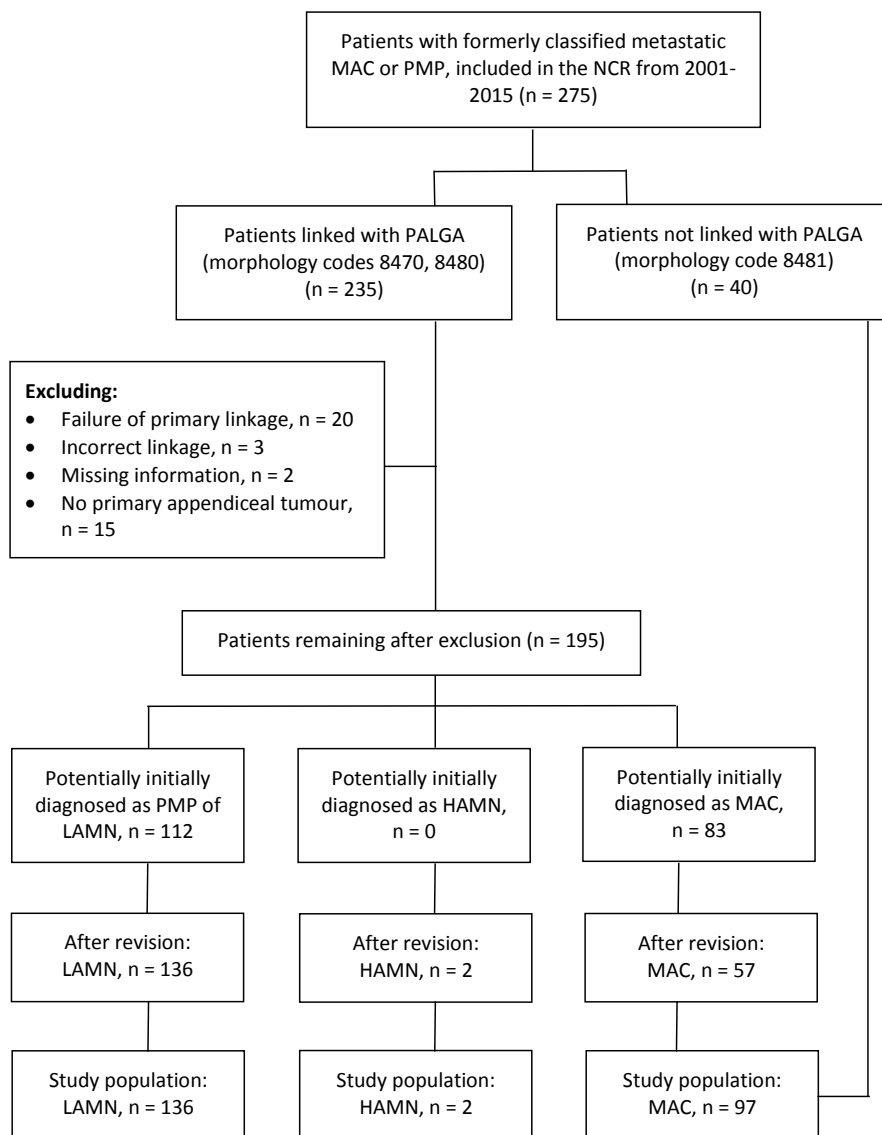 Patients with formerly classified metastatic
MAC or PMP, included in the NCR from 2001-
2015 (n = 275)
Patients linked with PALGA
(morphology codes 8470, 8480)
(n = 235)
Patients not linked with PALGA
(morphology code 8481)
(n = 40)
Excluding:
• Failure of primary linkage, n = 20
• Incorrect linkage, n = 3
• Missing information, n = 2
• No primary appendiceal tumour,
n = 15
Patients remaining after exclusion (n = 195)
Potentially initially
diagnosed as PMP of
LAMN, n = 112
Potentially initially
diagnosed as HAMN,
n = 0
Potentially initially
diagnosed as MAC,
n = 83
After revision:
LAMN, n = 136
After revision:
HAMN, n = 2
After revision:
MAC, n = 57
Study population:
LAMN, n = 136
Study population:
HAMN, n = 2
Study population:
MAC, n = 97